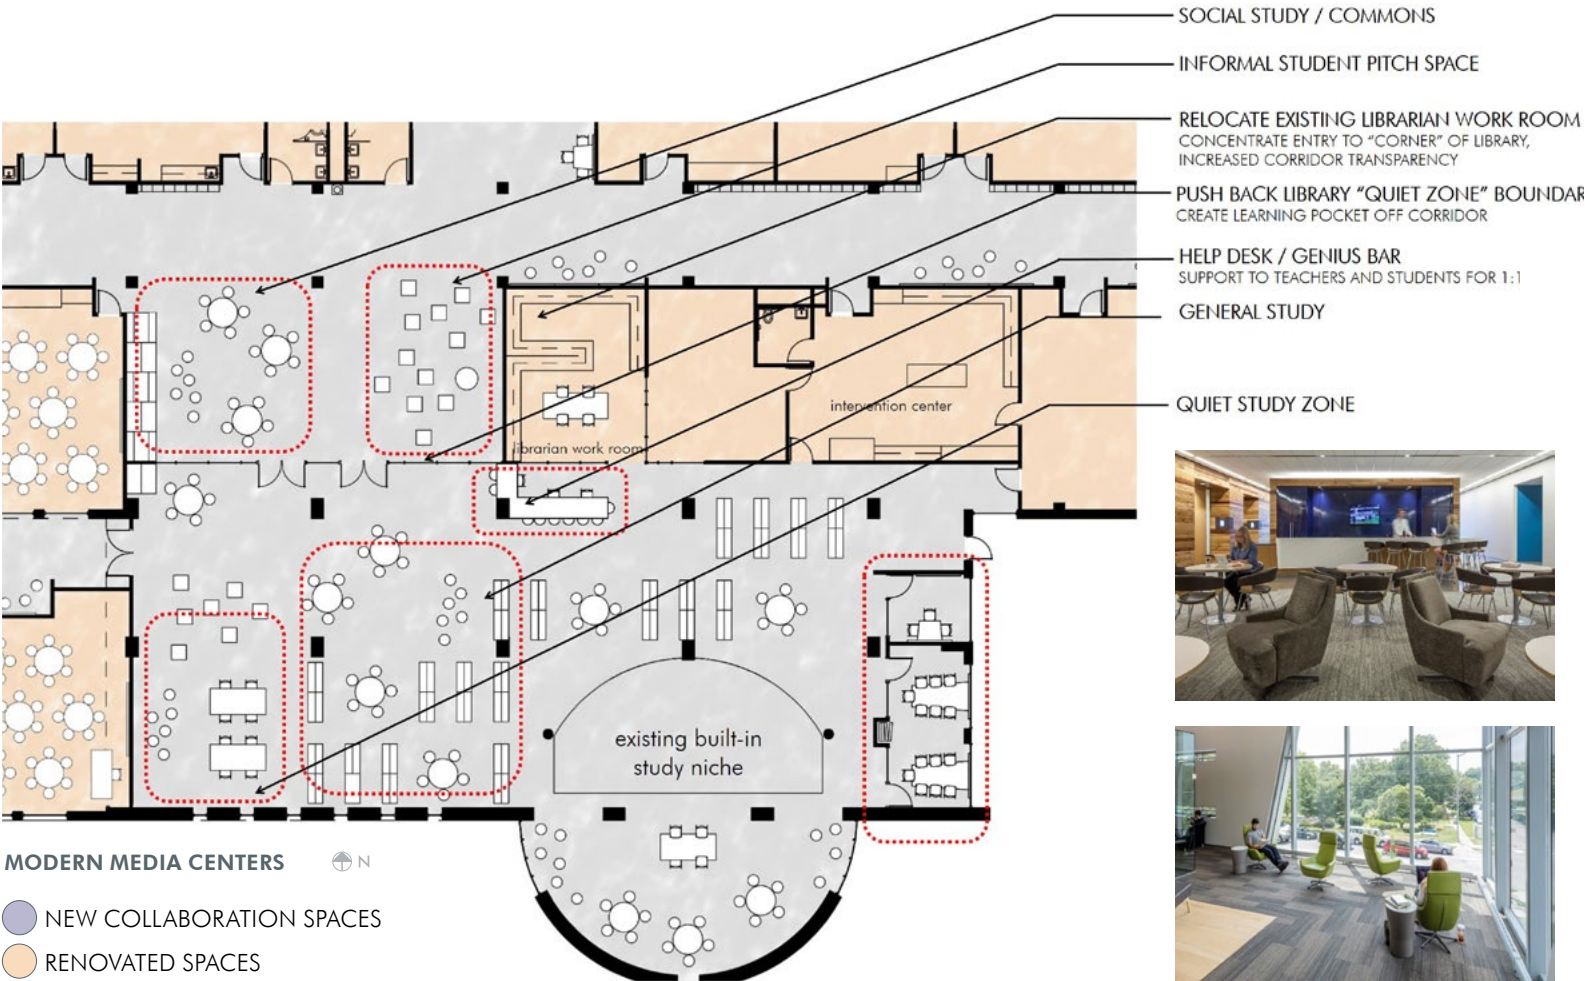 SOCIAL STUDY / COMMONS
INFORMAL STUDENT PITCH SPACE
RELOCATE EXISTING LIBRARIAN WORK ROOM
CONCENTRATE ENTRY TO "CORNER" OF LIBRARY,
INCREASED CORRIDOR TRANSPARENCY
PUSH BACK LIBRARY "QUIET ZONE" BOUNDAR
CREATE LEARNING POCKET OFF CORRIDOR
HELP DESK / GENIUS BAR
SUPPORT TO TEACHERS AND STUDENTS FOR 1:1
GENERAL STUDY
QUIET STUDY ZONE
intervention center
librarian work room
existing built-in
study niche
MODERN MEDIA CENTERS
N
NEW COLLABORATION SPACES
RENOVATED SPACES